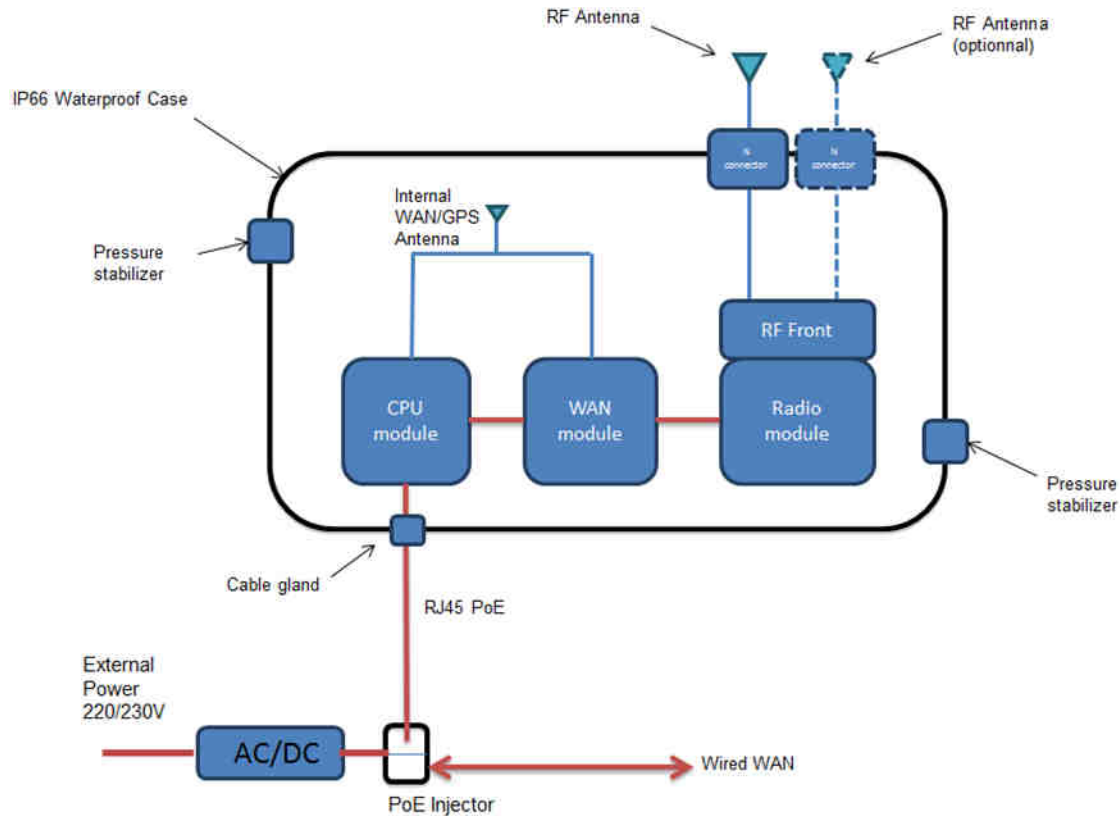 RF Antenna
RF Antenna
(optionnal)
IP66 Waterproof Case
N
connector
N
connector
Internal
WAN/GPS
Antenna
Pressure
stabilizer
RF Front
CPU
module
WAN
module
Radio
module
Pressure
stabilizer
Cable gland
RJ45 PoE
External
Power
220/230V
AC/DC
Wired WAN
PoE Injector